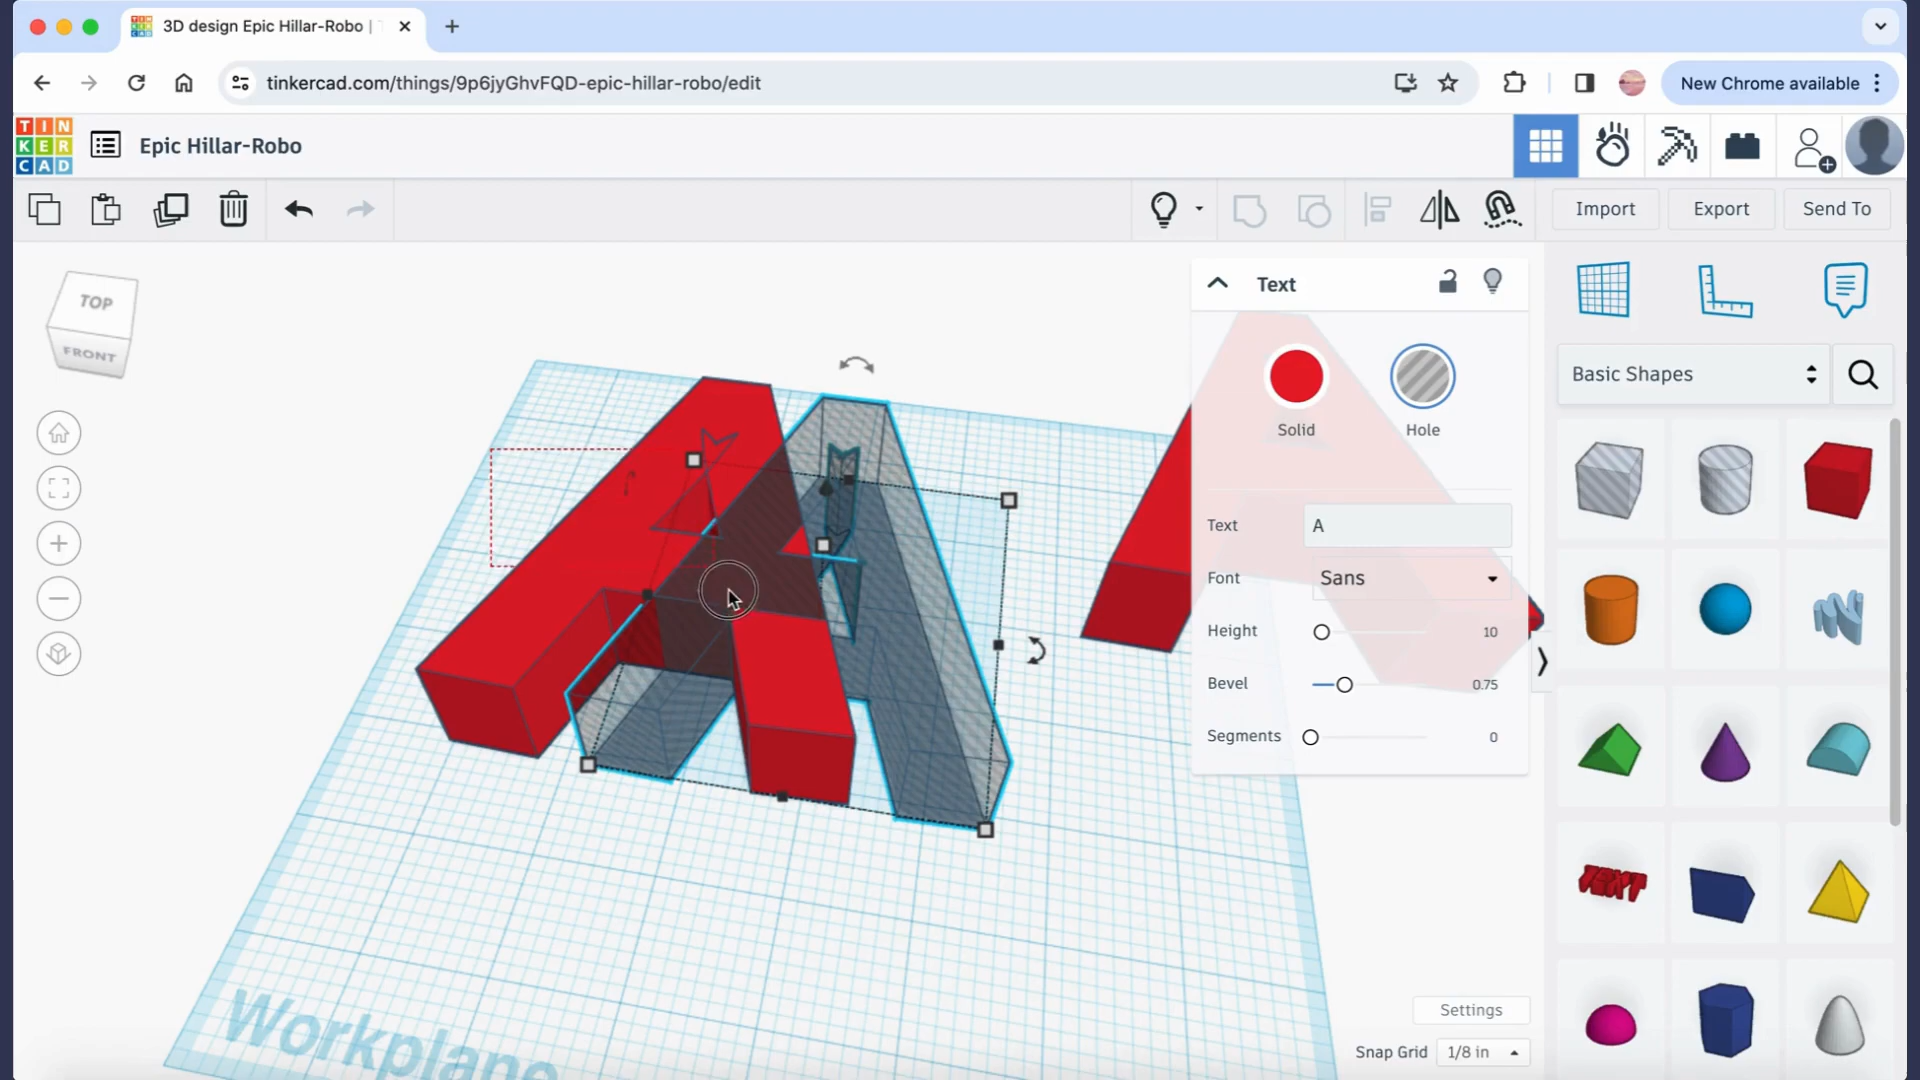 3D design Epic Hillar-Robo |
tinkercad.com/things/9p6jyGhvFQD-epic-hillar-robo/edit
New Chrome available
TIN
KER
CAD
Epic Hillar-Robo
Import
Export
Send To
TOP
FRONT
Text
Solid
Hole
Text
A
Font
Sans
Height
10
Bevel
0.75
Segments
0
Basic Shapes
TEXT
Workplane
Settings
Snap Grid
1/8 in